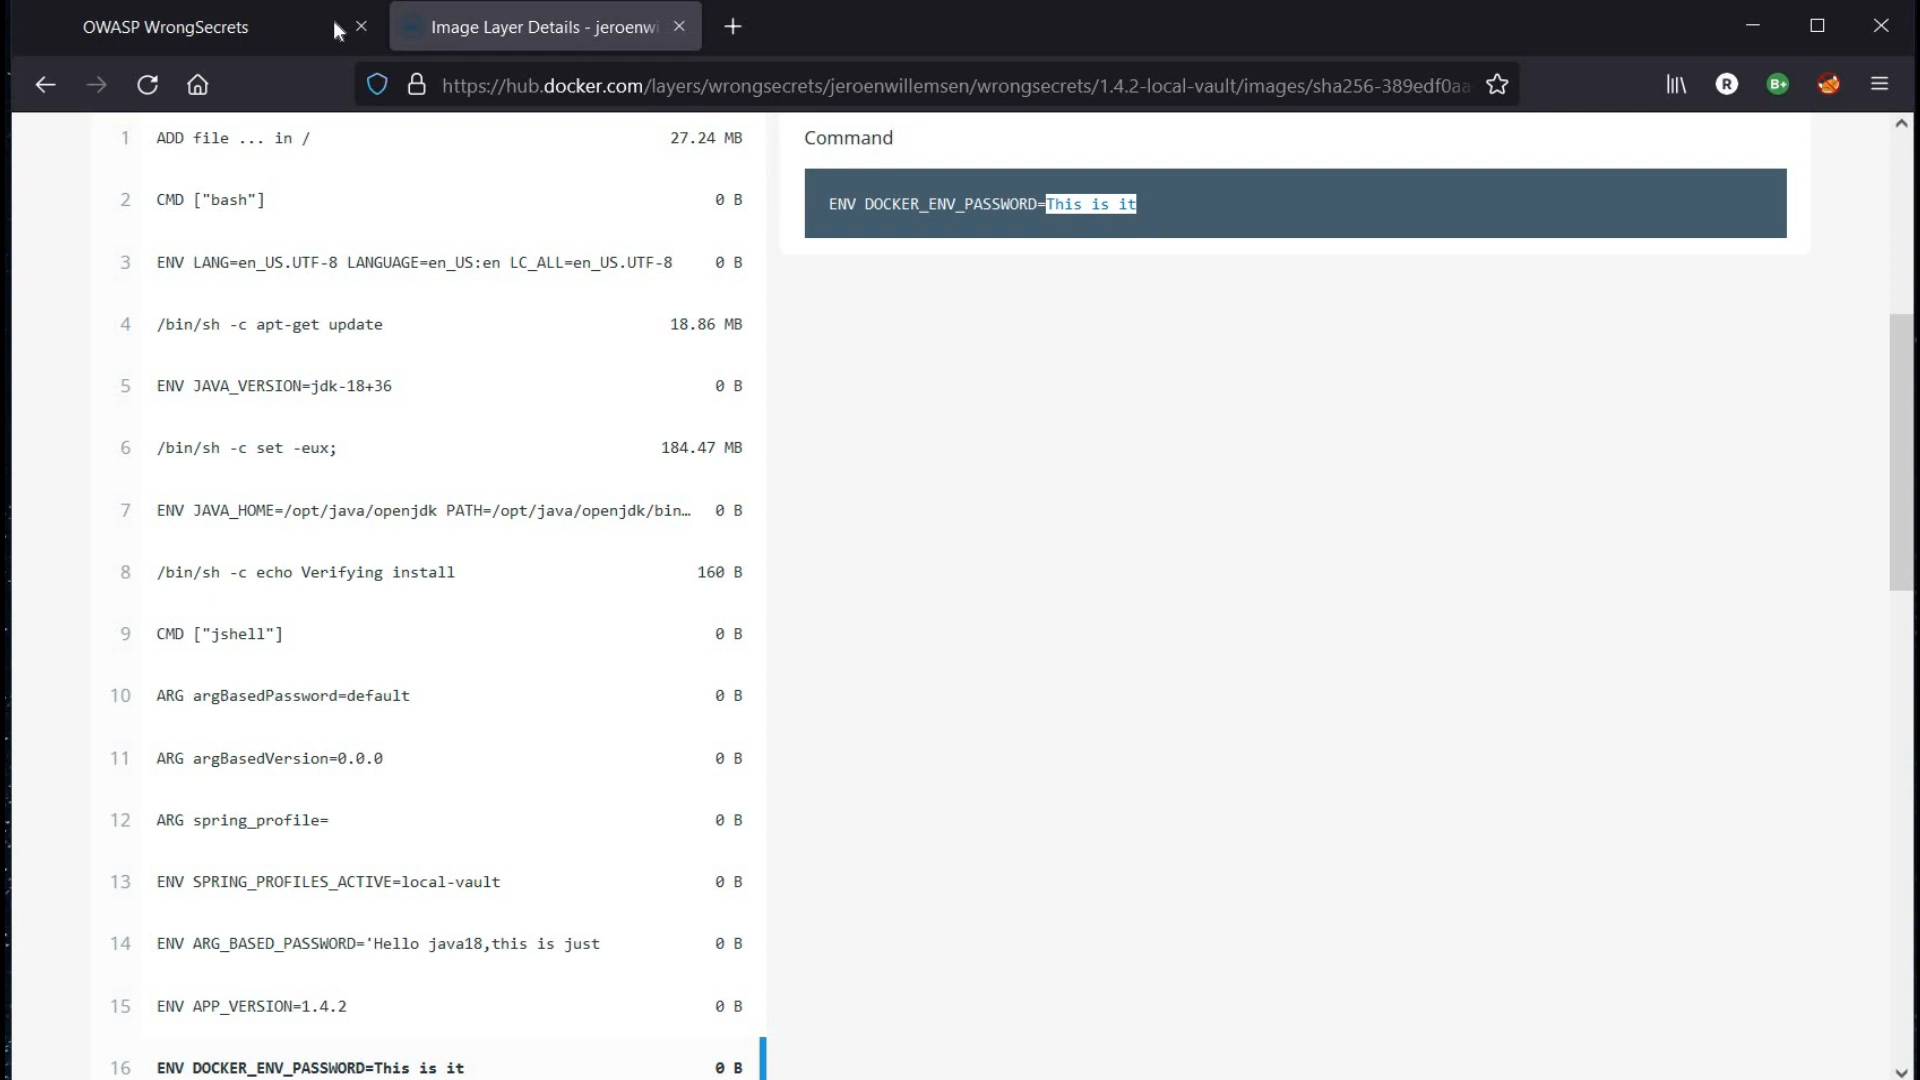 OWASP WrongSecrets
Image Layer Details - jeroenwi
https://hub.docker.com/layers/wrongsecrets/jeroenwillemsen/wrongsecrets/1.4.2-local-vault/images/sha256-389edf0aa
R
B+
1 ADD file ... in / 27.24 MB
2 CMD ["bash"] 0 B
3 ENV LANG=en_US.UTF-8 LANGUAGE=en_US:en LC_ALL=en_US.UTF-8 0 B
4 /bin/sh -c apt-get update 18.86 MB
5 ENV JAVA_VERSION=jdk-18+36 0 B
6 /bin/sh -c set -eux; 184.47 MB
7 ENV JAVA_HOME=/opt/java/openjdk PATH=/opt/java/openjdk/bin… 0 B
8 /bin/sh -c echo Verifying install 160 B
9 CMD ["jshell"] 0 B
10 ARG argBasedPassword=default 0 B
11 ARG argBasedVersion=0.0.0 0 B
12 ARG spring_profile= 0 B
13 ENV SPRING_PROFILES_ACTIVE=local-vault 0 B
14 ENV ARG_BASED_PASSWORD='Hello java18,this is just 0 B
15 ENV APP_VERSION=1.4.2 0 B
16 ENV DOCKER_ENV_PASSWORD=This is it 0 B
Command
ENV DOCKER_ENV_PASSWORD=This is it